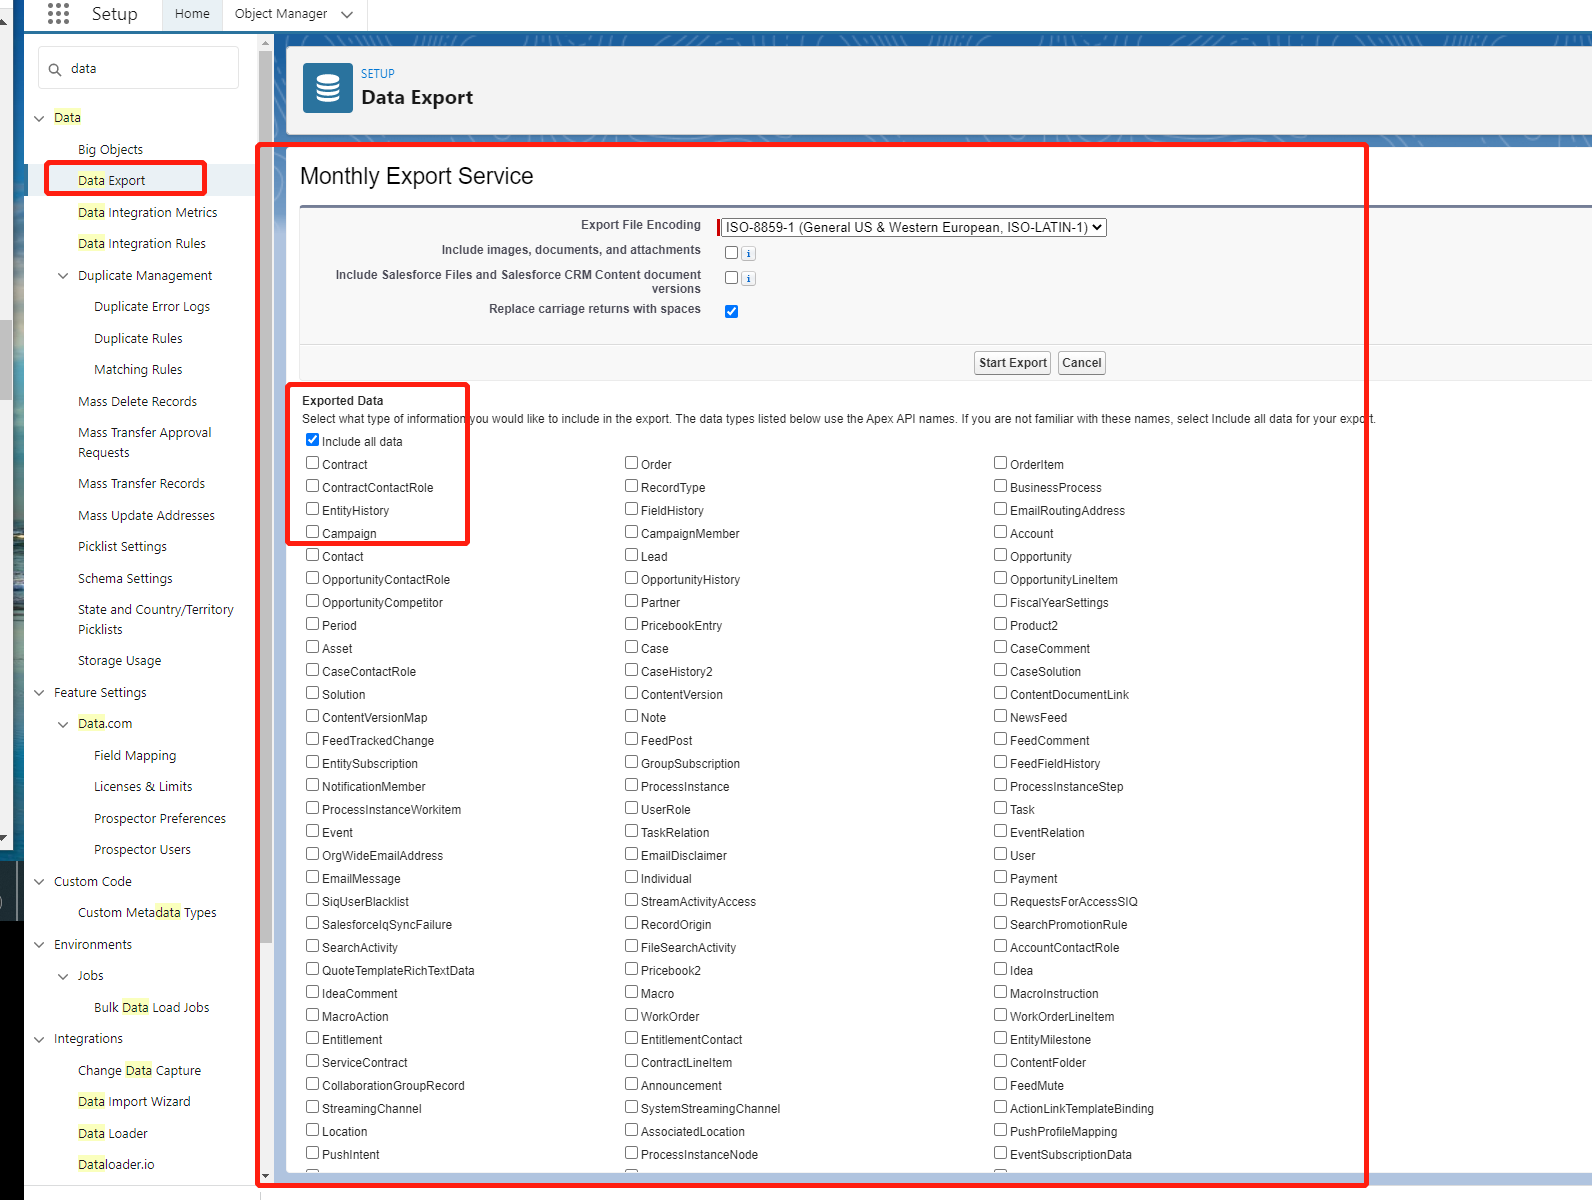 Setup
Home
Object Manager
data
Data
Big Objects
Data Export
Data Integration Metrics
Data Integration Rules
Duplicate Management
Duplicate Error Logs
Duplicate Rules
Matching Rules
Mass Delete Records
Mass Transfer Approval
Requests
Mass Transfer Records
Mass Update Addresses
Picklist Settings
Schema Settings
State and Country/Territory
Picklists
Storage Usage
Feature Settings
Data.com
Field Mapping
Licenses & Limits
Prospector Preferences
Prospector Users
Custom Code
Custom Metadata Types
Environments
Jobs
Bulk Data Load Jobs
Integrations
Change Data Capture
Data Import Wizard
Data Loader
Dataloader.io
SETUP
Data Export
Monthly Export Service
Export File Encoding ISO-8859-1 (General US & Western European, ISO-LATIN-1)
Include images, documents, and attachments i
Include Salesforce Files and Salesforce CRM Content document i
versions
Replace carriage returns with spaces
Start Export Cancel
Exported Data
Select what type of information you would like to include in the export. The data types listed below use the Apex API names. If you are not familiar with these names, select Include all data for your export.
Include all data
Contract Order OrderItem
ContractContactRole RecordType BusinessProcess
EntityHistory FieldHistory EmailRoutingAddress
Campaign CampaignMember Account
Contact Lead Opportunity
OpportunityContactRole OpportunityHistory OpportunityLineItem
OpportunityCompetitor Partner FiscalYearSettings
Period PricebookEntry Product2
Asset Case CaseComment
CaseContactRole CaseHistory2 CaseSolution
Solution ContentVersion ContentDocumentLink
ContentVersionMap Note NewsFeed
FeedTrackedChange FeedPost FeedComment
EntitySubscription GroupSubscription FeedFieldHistory
NotificationMember ProcessInstance ProcessInstanceStep
ProcessInstanceWorkitem UserRole Task
Event TaskRelation EventRelation
OrgWideEmailAddress EmailDisclaimer User
EmailMessage Individual Payment
SiqUserBlacklist StreamActivityAccess RequestsForAccessSIQ
SalesforceIqSyncFailure RecordOrigin SearchPromotionRule
SearchActivity FileSearchActivity AccountContactRole
QuoteTemplateRichTextData Pricebook2 Idea
IdeaComment Macro MacroInstruction
MacroAction WorkOrder WorkOrderLineItem
Entitlement EntitlementContact EntityMilestone
ServiceContract ContractLineItem ContentFolder
CollaborationGroupRecord Announcement FeedMute
StreamingChannel SystemStreamingChannel ActionLinkTemplateBinding
Location AssociatedLocation PushProfileMapping
PushIntent ProcessInstanceNode EventSubscriptionData